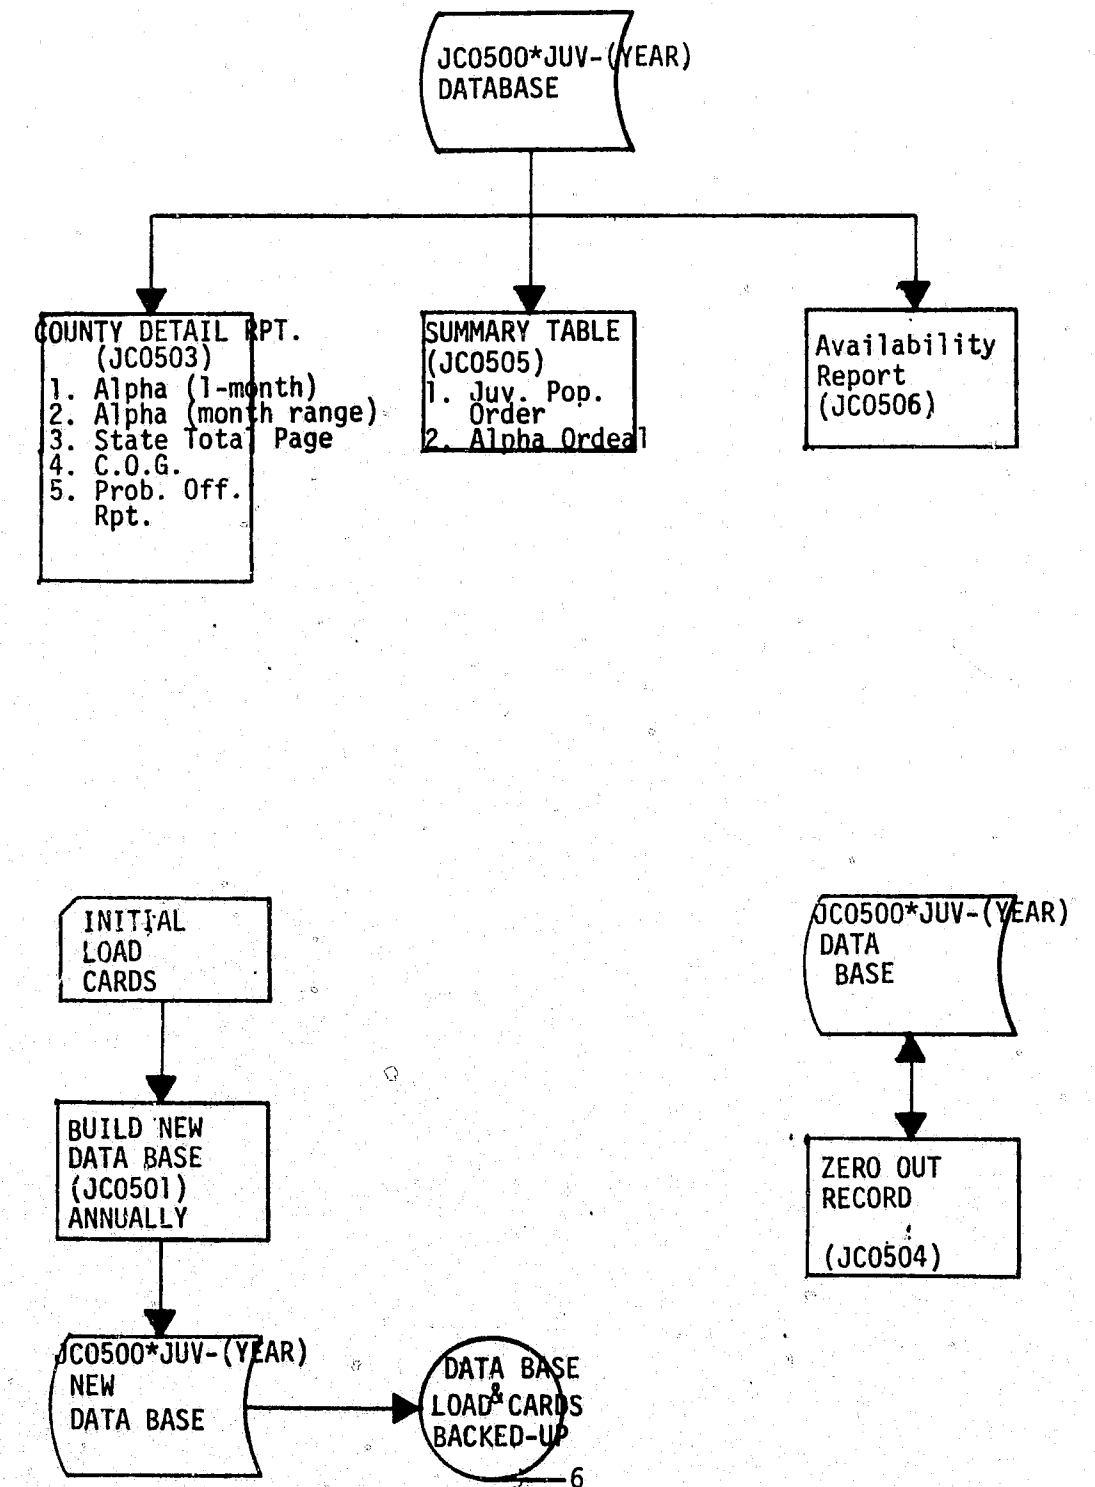 JC0500*JUV-(YEAR)
DATABASE
COUNTY DETAIL RPT.
(JC0503)
1. Alpha (1-month)
2. Alpha (month range)
3. State Total Page
4. C.O.G.
5. Prob. Off.
Rpt.
SUMMARY TABLE
(JC0505)
1. Juv. Pop.
Order
2. Alpha Ordeal
Availability
Report
(JC0506)
INITIAL
LOAD
CARDS
BUILD NEW
DATA BASE
(JC0501)
ANNUALLY
JC0500*JUV-(YEAR)
NEW
DATA BASE
DATA BASE
&
LOAD CARDS
BACKED-UP
JC0500*JUV-(YEAR)
DATA
BASE
ZERO OUT
RECORD
(JC0504)
6